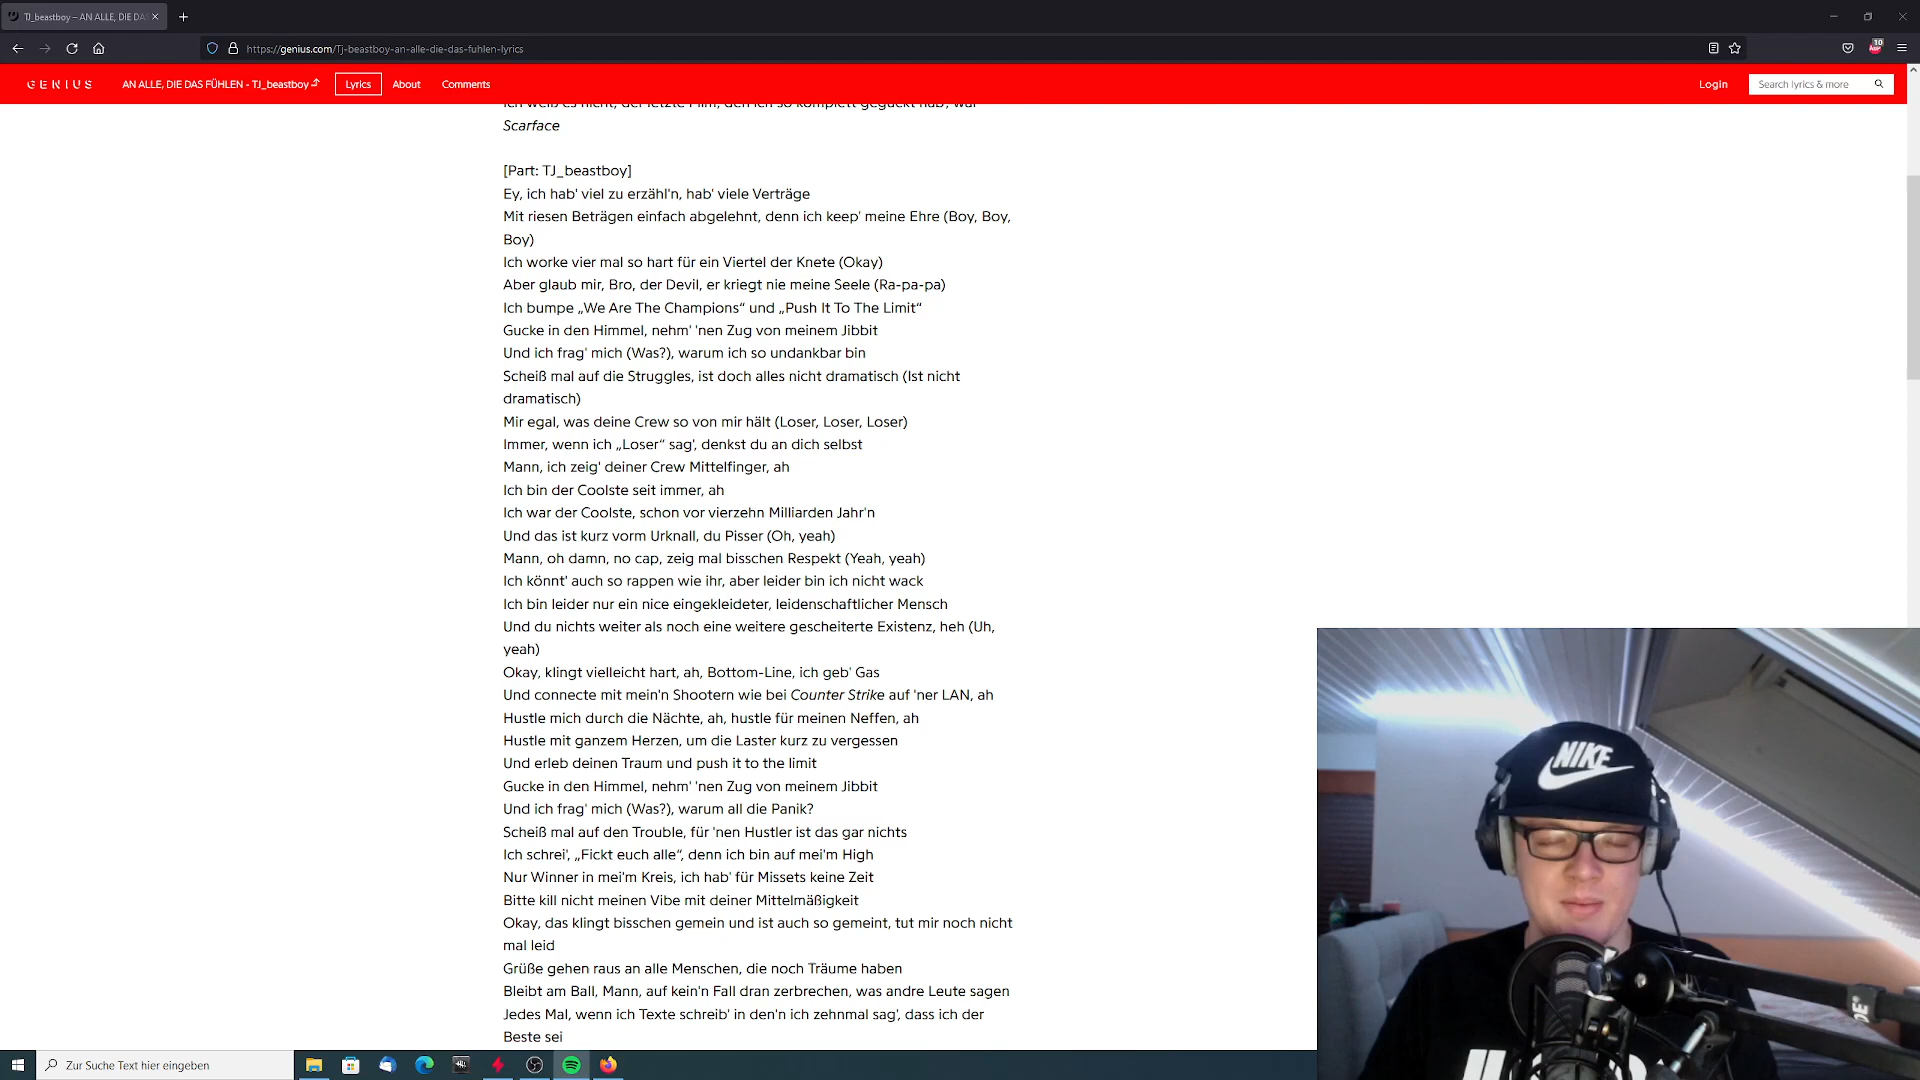 TJ_beastboy – AN ALLE, DIE DA
https://genius.com/Tj-beastboy-an-alle-die-das-fuhlen-lyrics
10
GENIUS
AN ALLE, DIE DAS FÜHLEN - TJ_beastboy
Lyrics
About
Comments
Login
Search lyrics & more
Ich weiß es nicht, der letzte Film, den ich so komplett geguckt hab', war
Scarface
[Part: TJ_beastboy]
Ey, ich hab' viel zu erzähl'n, hab' viele Verträge
Mit riesen Beträgen einfach abgelehnt, denn ich keep' meine Ehre (Boy, Boy,
Boy)
Ich worke vier mal so hart für ein Viertel der Knete (Okay)
Aber glaub mir, Bro, der Devil, er kriegt nie meine Seele (Ra-pa-pa)
Ich bumpe „We Are The Champions“ und „Push It To The Limit“
Gucke in den Himmel, nehm' 'nen Zug von meinem Jibbit
Und ich frag' mich (Was?), warum ich so undankbar bin
Scheiß mal auf die Struggles, ist doch alles nicht dramatisch (Ist nicht
dramatisch)
Mir egal, was deine Crew so von mir hält (Loser, Loser, Loser)
Immer, wenn ich „Loser“ sag', denkst du an dich selbst
Mann, ich zeig' deiner Crew Mittelfinger, ah
Ich bin der Coolste seit immer, ah
Ich war der Coolste, schon vor vierzehn Milliarden Jahr'n
Und das ist kurz vorm Urknall, du Pisser (Oh, yeah)
Mann, oh damn, no cap, zeig mal bisschen Respekt (Yeah, yeah)
Ich könnt' auch so rappen wie ihr, aber leider bin ich nicht wack
Ich bin leider nur ein nice eingekleideter, leidenschaftlicher Mensch
Und du nichts weiter als noch eine weitere gescheiterte Existenz, heh (Uh,
yeah)
Okay, klingt vielleicht hart, ah, Bottom-Line, ich geb' Gas
Und connecte mit mein'n Shootern wie bei Counter Strike auf 'ner LAN, ah
Hustle mich durch die Nächte, ah, hustle für meinen Neffen, ah
Hustle mit ganzem Herzen, um die Laster kurz zu vergessen
Und erleb deinen Traum und push it to the limit
Gucke in den Himmel, nehm' 'nen Zug von meinem Jibbit
Und ich frag' mich (Was?), warum all die Panik?
Scheiß mal auf den Trouble, für 'nen Hustler ist das gar nichts
Ich schrei', „Fickt euch alle“, denn ich bin auf mei'm High
Nur Winner in mei'm Kreis, ich hab' für Missets keine Zeit
Bitte kill nicht meinen Vibe mit deiner Mittelmäßigkeit
Okay, das klingt bisschen gemein und ist auch so gemeint, tut mir noch nicht
mal leid
Grüße gehen raus an alle Menschen, die noch Träume haben
Bleibt am Ball, Mann, auf kein'n Fall dran zerbrechen, was andre Leute sagen
Jedes Mal, wenn ich Texte schreib' in den'n ich zehnmal sag', dass ich der
Beste sei
NIKE
Zur Suche Text hier eingeben